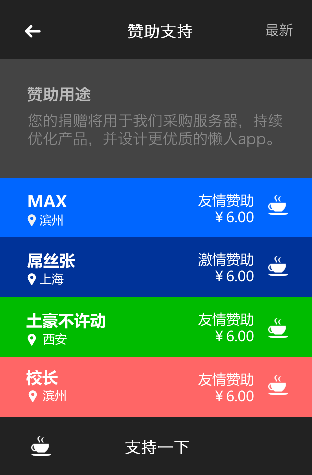 赞助支持
最新
赞助用途
您的捐赠将用于我们采购服务器，持续
优化产品，并设计更优质的懒人app。
MAX
友情赞助
滨州
￥6.00
屌丝张
激情赞助
上海
￥6.00
土豪不许动
友情赞助
西安
￥6.00
校长
友情赞助
滨州
￥6.00
支持一下